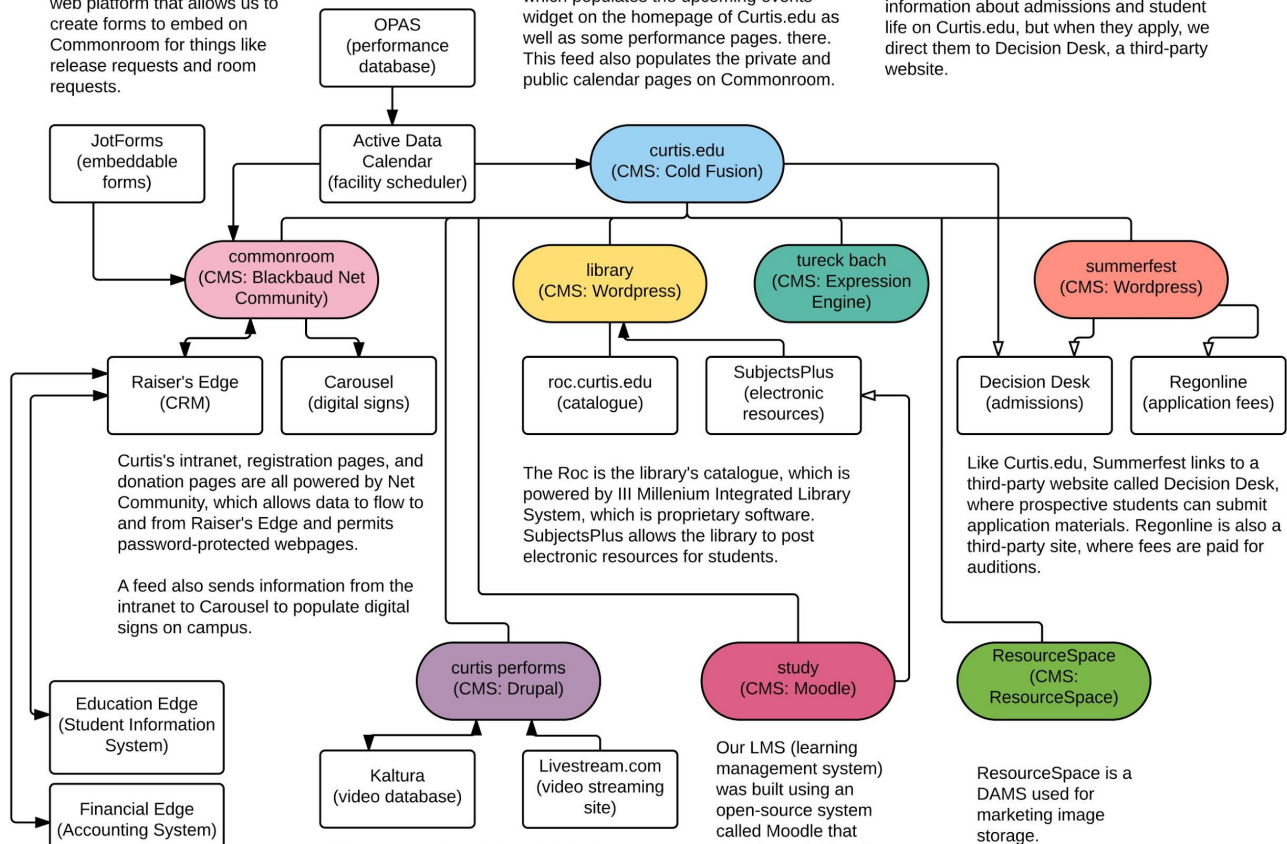 web platform that allows us to
create forms to embed on
Commonroom for things like
release requests and room
requests.
OPAS
(performance
database)
which populates the upcoming events
widget on the homepage of Curtis.edu as
well as some performance pages. there.
This feed also populates the private and
public calendar pages on Commonroom.
information about admissions and student
life on Curtis.edu, but when they apply, we
direct them to Decision Desk, a third-party
website.
JotForms
(embeddable
forms)
Active Data
Calendar
(facility scheduler)
curtis.edu
(CMS: Cold Fusion)
commonroom
(CMS: Blackbaud Net
Community)
library
(CMS: Wordpress)
tureck bach
(CMS: Expression
Engine)
summerfest
(CMS: Wordpress)
Raiser's Edge
(CRM)
Carousel
(digital signs)
roc.curtis.edu
(catalogue)
SubjectsPlus
(electronic
resources)
Decision Desk
(admissions)
Regonline
(application fees)
Curtis's intranet, registration pages, and
donation pages are all powered by Net
Community, which allows data to flow to
and from Raiser's Edge and permits
password-protected webpages.
A feed also sends information from the
intranet to Carousel to populate digital
signs on campus.
The Roc is the library's catalogue, which is
powered by III Millenium Integrated Library
System, which is proprietary software.
SubjectsPlus allows the library to post
electronic resources for students.
Like Curtis.edu, Summerfest links to a
third-party website called Decision Desk,
where prospective students can submit
application materials. Regonline is also a
third-party site, where fees are paid for
auditions.
curtis performs
(CMS: Drupal)
study
(CMS: Moodle)
ResourceSpace
(CMS:
ResourceSpace)
Education Edge
(Student Information
System)
Financial Edge
(Accounting System)
Kaltura
(video database)
Livestream.com
(video streaming
site)
Our LMS (learning
management system)
was built using an
open-source system
called Moodle that
ResourceSpace is a
DAMS used for
marketing image
storage.